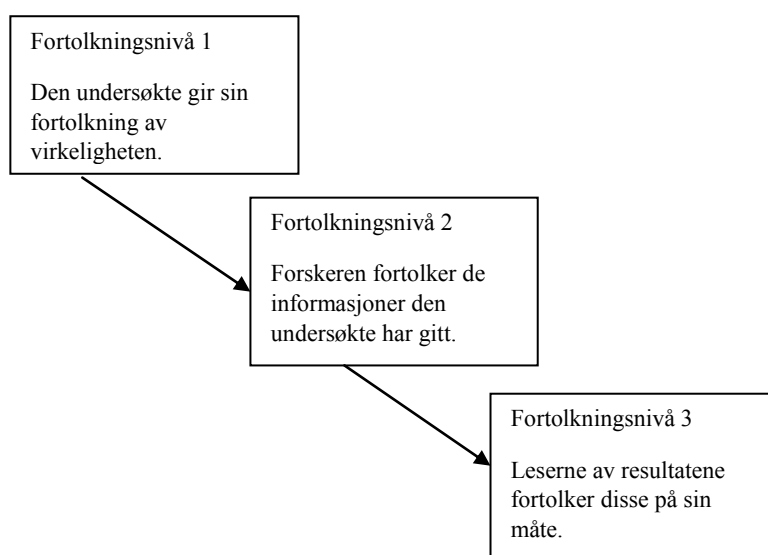 Fortolkningsnivå 1
Den undersøkte gir sin
fortolkning av
virkeligheten.
Fortolkningsnivå 2
Forskeren fortolker de
informasjoner den
undersøkte har gitt.
Fortolkningsnivå 3
Leserne av resultatene
fortolker disse på sin
måte.